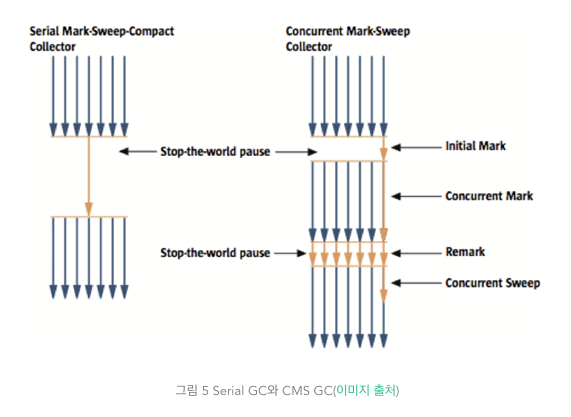 Serial Mark-Sweep-Compact
Collector
Concurrent Mark-Sweep
Collector
Stop-the-world pause
Initial Mark
Concurrent Mark
Stop-the-world pause
Remark
Concurrent Sweep
그림 5 Serial GC와 CMS GC(이미지 출처)